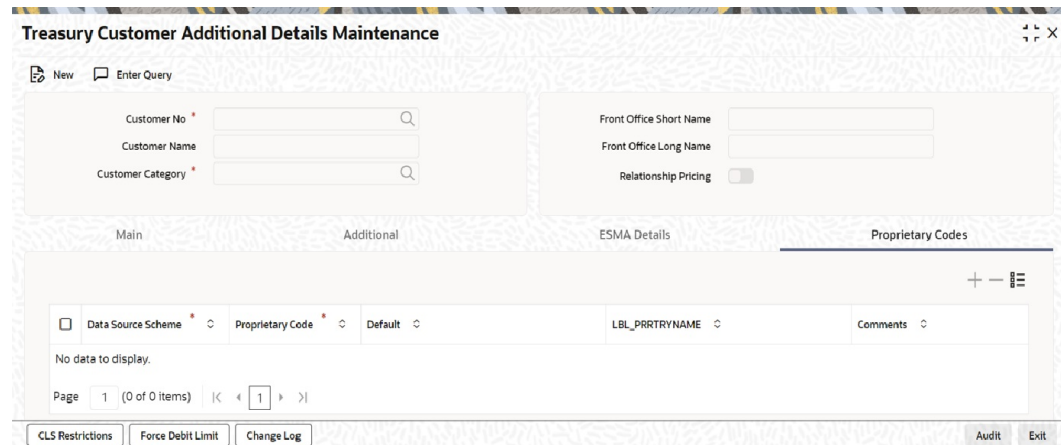 Treasury Customer Additional Details Maintenance
New Enter Query
Customer No *
Customer Name
Customer Category *
Front Office Short Name
Front Office Long Name
Relationship Pricing
Main Additional ESMA Details Proprietary Codes
Data Source Scheme * Proprietary Code * Default LBL_PRRTRYNAME Comments
No data to display.
Page 1 (0 of 0 items) 1
CLS Restrictions Force Debit Limit Change Log Audit Exit